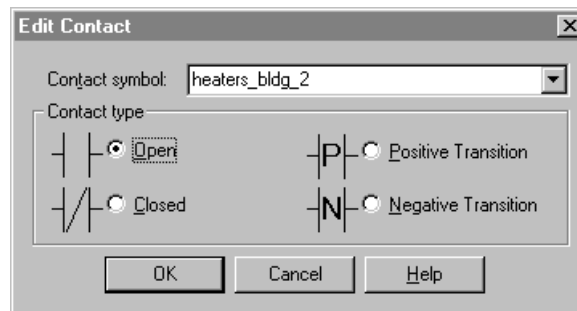 Edit Contact
Contact symbol: heaters_bldg_2
Contact type
Open P Positive Transition
Closed N Negative Transition
OK Cancel Help